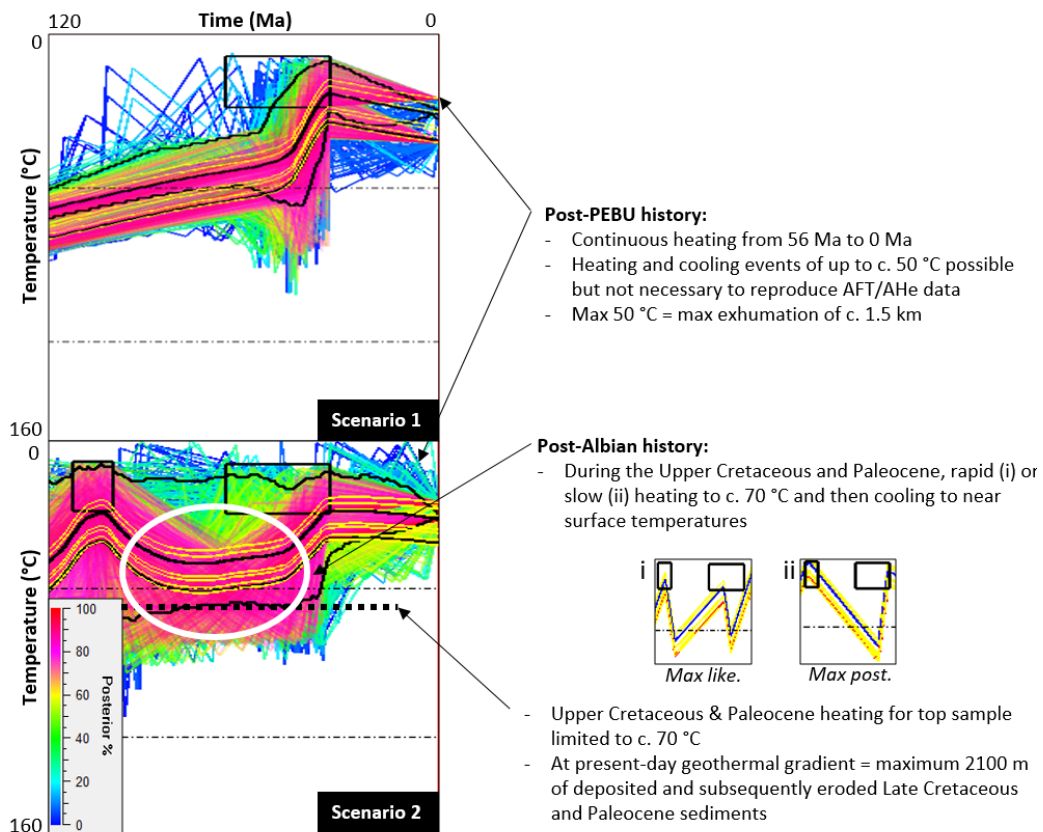 120
Time (Ma)
0
0
Temperature (°C)
Scenario 1
160
Post-PEBU history:
- Continuous heating from 56 Ma to 0 Ma
- Heating and cooling events of up to c. 50 °C possible
but not necessary to reproduce AFT/AHe data
- Max 50 °C = max exhumation of c. 1.5 km
0
Temperature (°C)
100
80
60
40
20
0
Posterior %
Scenario 2
160
Post-Albian history:
- During the Upper Cretaceous and Paleocene, rapid (i) or
slow (ii) heating to c. 70 °C and then cooling to near
surface temperatures
i
ii
Max like.
Max post.
- Upper Cretaceous & Paleocene heating for top sample
limited to c. 70 °C
- At present-day geothermal gradient = maximum 2100 m
of deposited and subsequently eroded Late Cretaceous
and Paleocene sediments